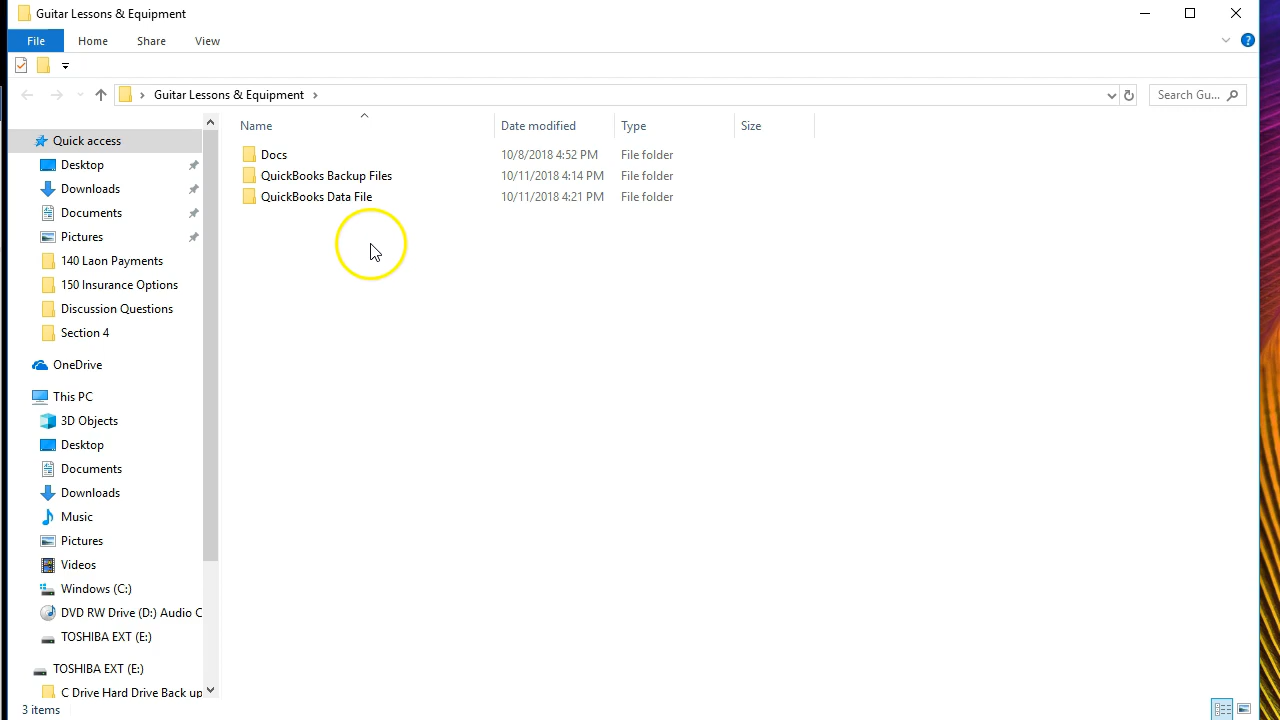 Guitar Lessons & Equipment
File Home Share View
Guitar Lessons & Equipment Search Gu...
Name Date modified Type Size
Docs 10/8/2018 4:52 PM File folder
QuickBooks Backup Files 10/11/2018 4:14 PM File folder
QuickBooks Data File 10/11/2018 4:21 PM File folder
Quick access
Desktop
Downloads
Documents
Pictures
140 Laon Payments
150 Insurance Options
Discussion Questions
Section 4
OneDrive
This PC
3D Objects
Desktop
Documents
Downloads
Music
Pictures
Videos
Windows (C:)
DVD RW Drive (D:) Audio C
TOSHIBA EXT (E:)
TOSHIBA EXT (E:)
C Drive Hard Drive Back up
3 items